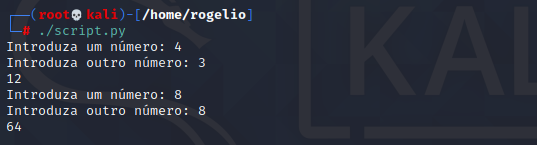 ┌──(root💀kali)-[/home/rogelio]
└─# ./script.py
Introduza um número: 4
Introduza outro número: 3
12
Introduza um número: 8
Introduza outro número: 8
64
KAL